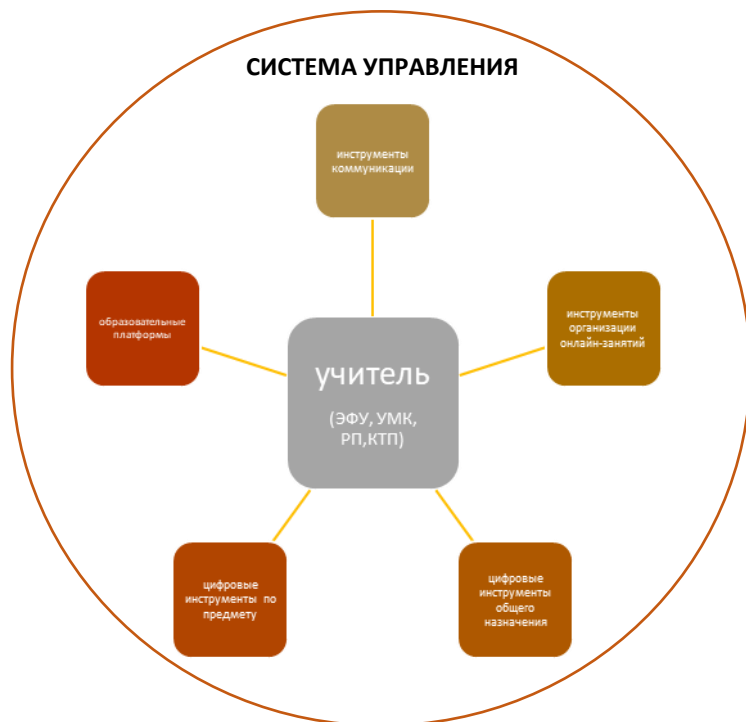 СИСТЕМА УПРАВЛЕНИЯ
инструменты
коммуникации
образовательные
платформы
инструменты
организации
онлайн-занятий
учитель
(ЭФУ, УМК,
РП,КТП)
цифровые
инструменты по
предмету
цифровые
инструменты
общего
назначения